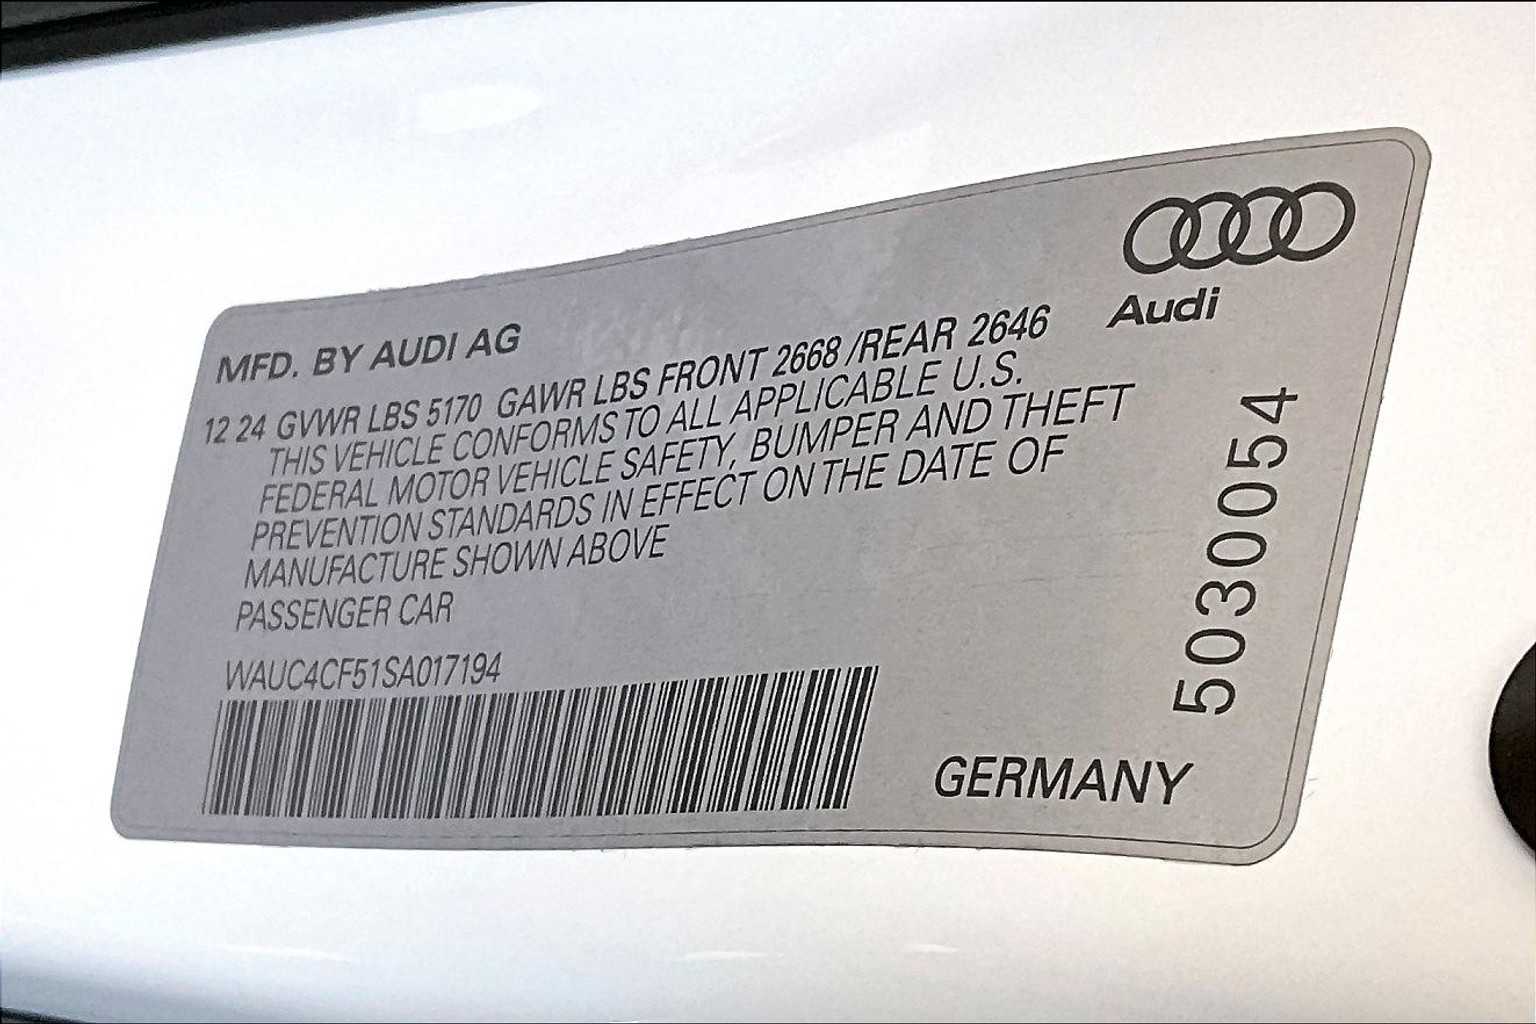 Audi
MFD. BY AUDI AG
12 24 GVWR LBS 5170 GAWR LBS FRONT 2668 /REAR 2646
THIS VEHICLE CONFORMS TO ALL APPLICABLE U.S.
FEDERAL MOTOR VEHICLE SAFETY, BUMPER AND THEFT
PREVENTION STANDARDS IN EFFECT ON THE DATE OF
MANUFACTURE SHOWN ABOVE
PASSENGER CAR
WAUC4CF51SA017194
GERMANY
5030054